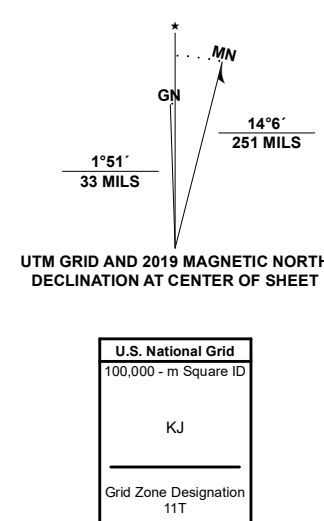 ★
MN
GN
14°6´
251 MILS
1°51´
33 MILS
UTM GRID AND 2019 MAGNETIC NORTH
DECLINATION AT CENTER OF SHEET
U.S. National Grid
100,000 - m Square ID
KJ
Grid Zone Designation
11T